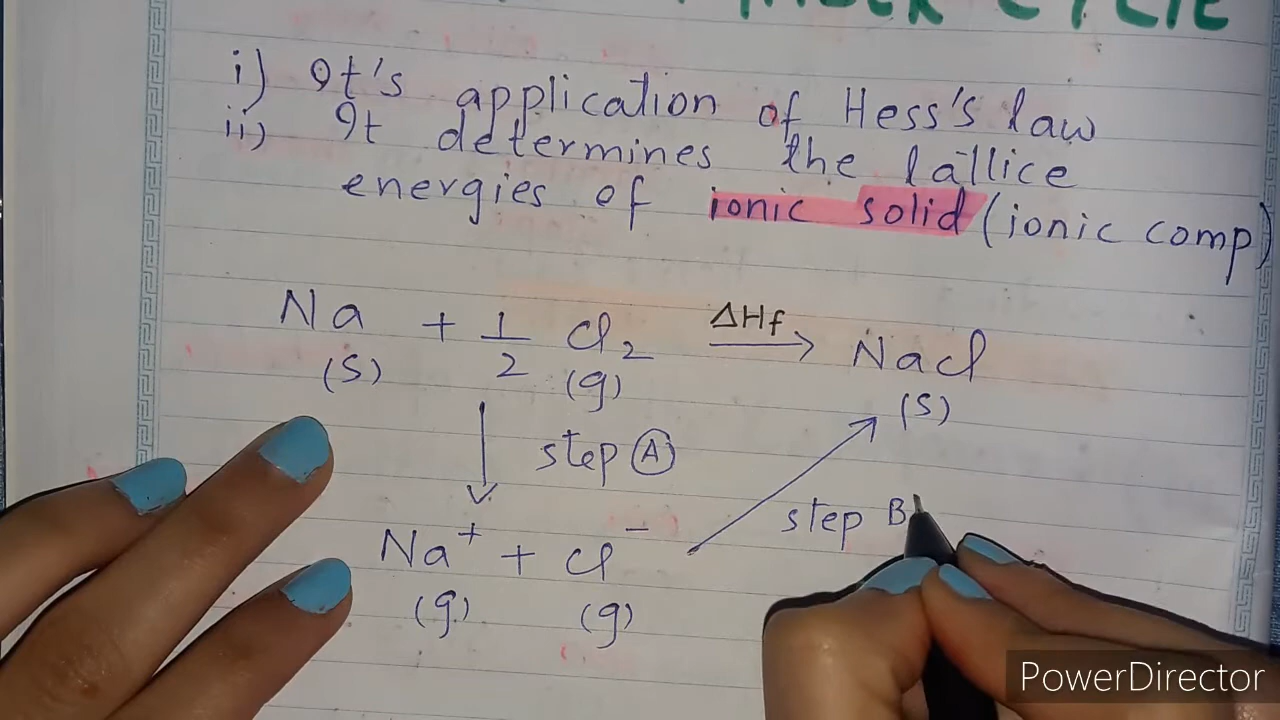 CYCLE
i) It's application of Hess's law
ii) It determines the lattice
energies of ionic solid (ionic comp)
Na + 1/2 Cl2 ΔHf → NaCl
(s) (g) (s)
step A
Na+ + Cl- step B
(g) (g)
PowerDirector